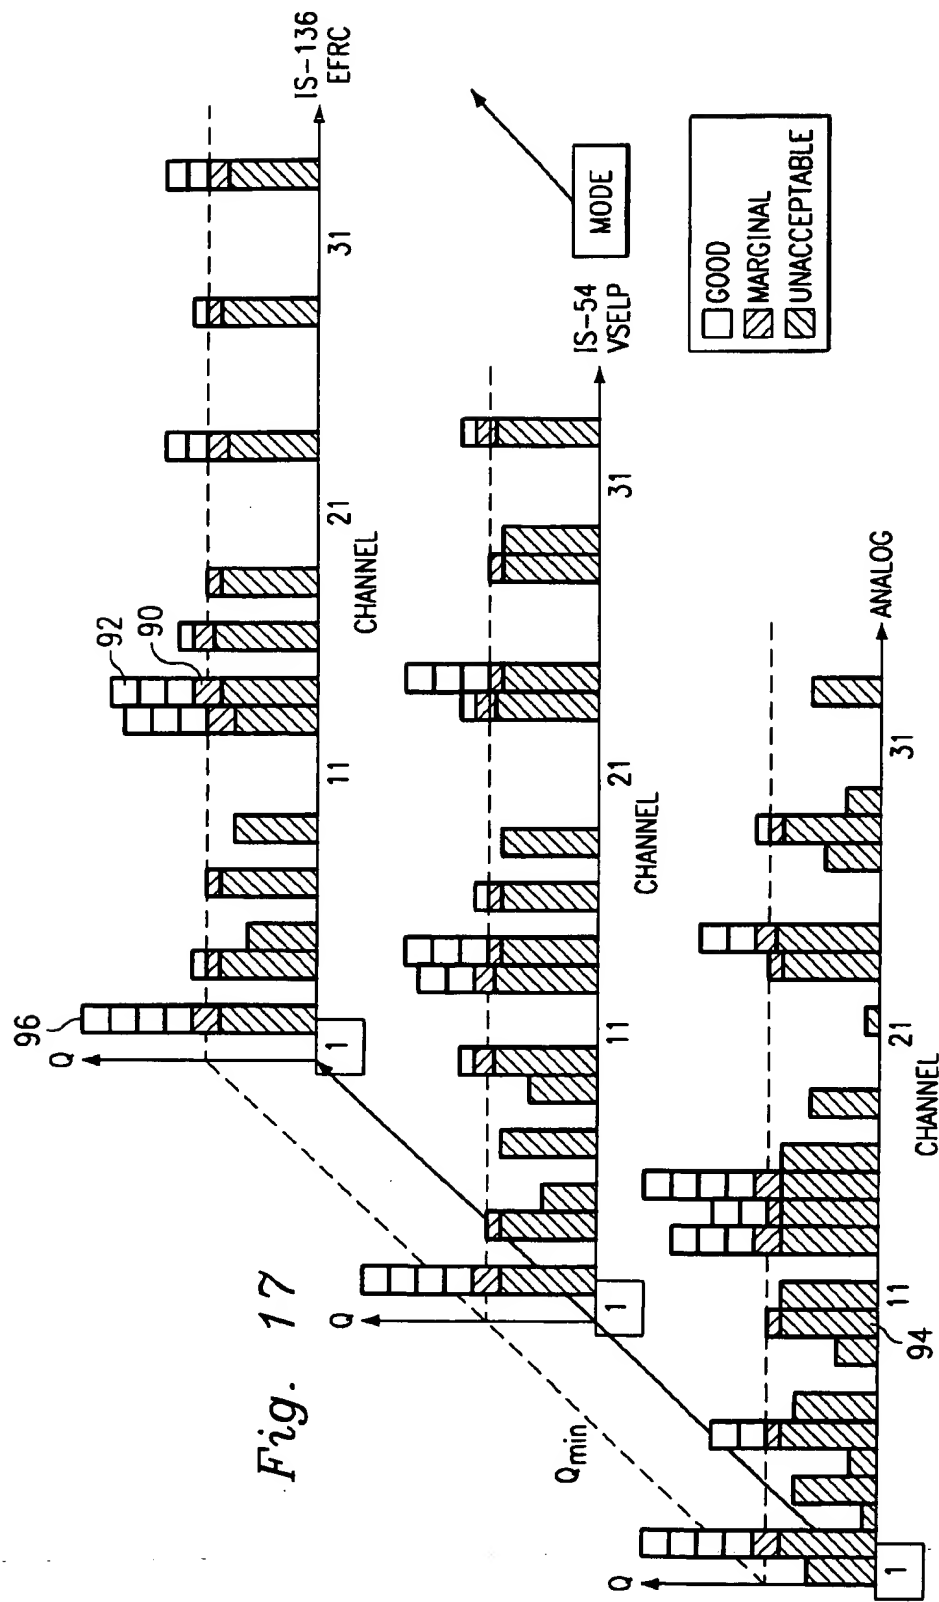 Fig. 17
Q
96
92
90
1
11
21
31
CHANNEL
IS-136
EFRC
Q
1
11
21
31
CHANNEL
IS-54
VSELP
MODE
Qmin
Q
1
94
11
21
31
CHANNEL
ANALOG
GOOD
MARGINAL
UNACCEPTABLE